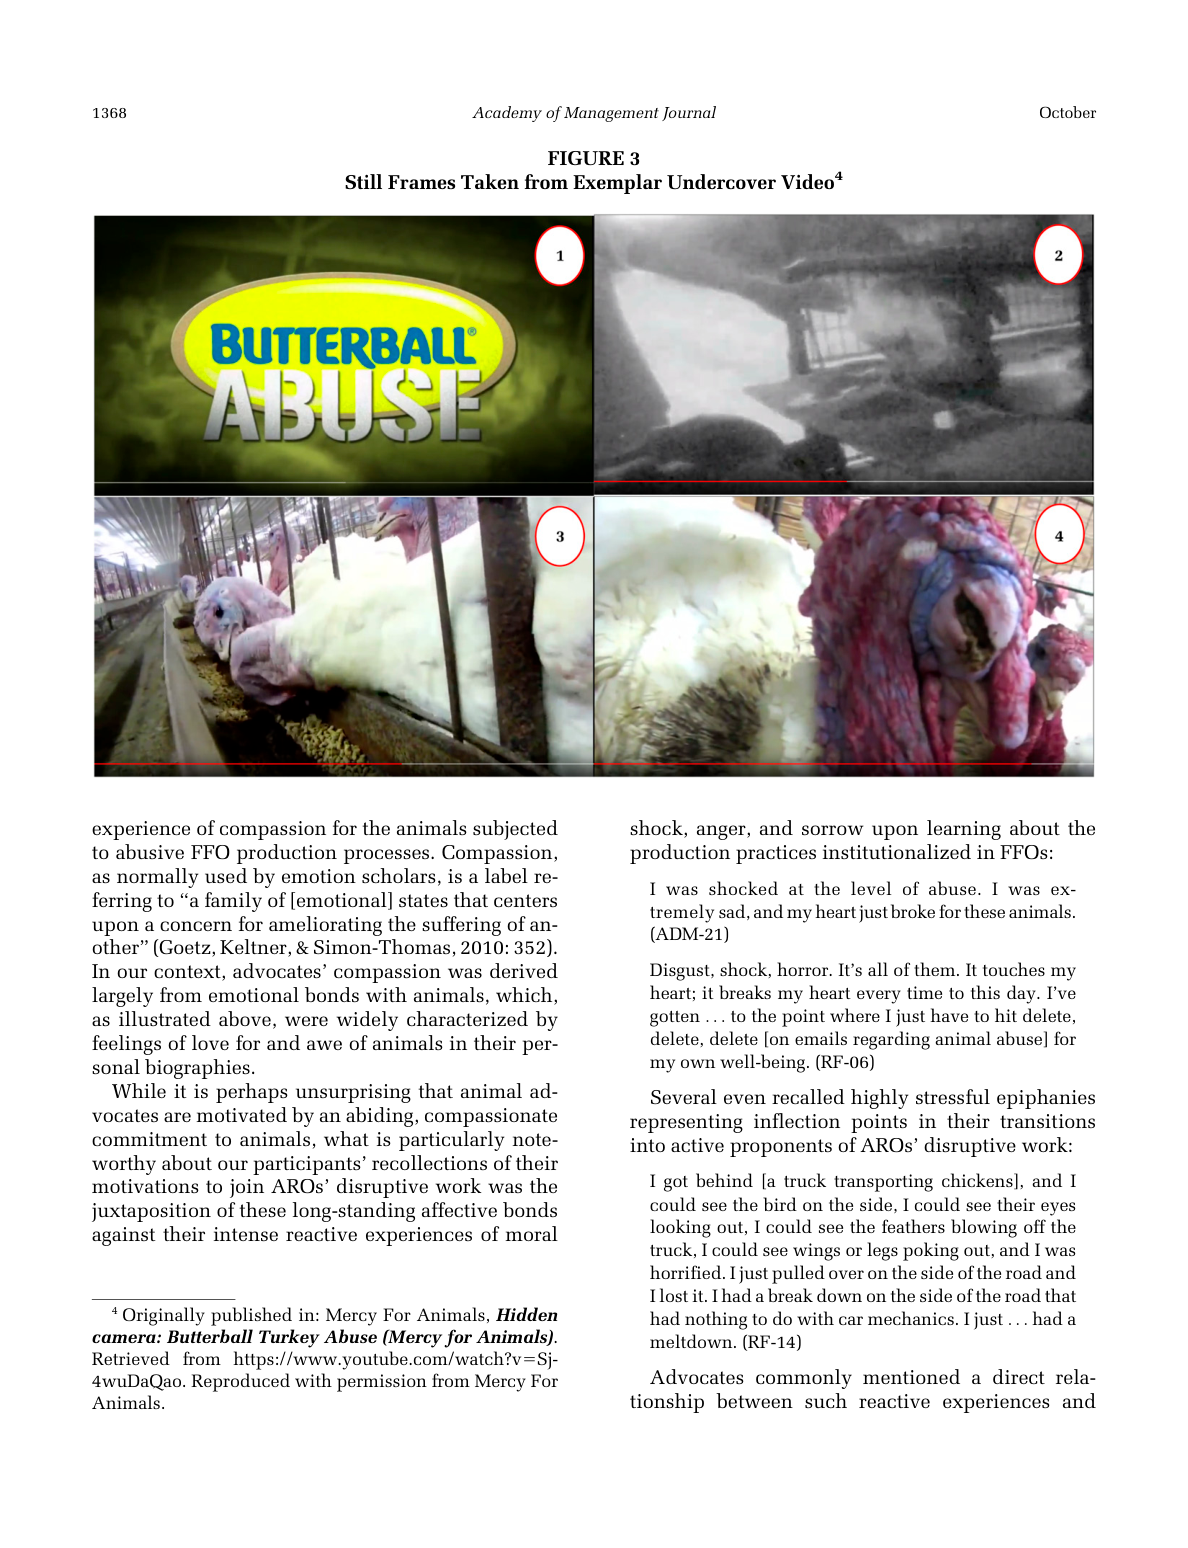 1368
Academy of Management Journal
October
FIGURE 3
Still Frames Taken from Exemplar Undercover Video4
1
BUTTERBALL®
ABUSE
2
3
4
experience of compassion for the animals subjected
to abusive FFO production processes. Compassion,
as normally used by emotion scholars, is a label re-
ferring to “a family of [emotional] states that centers
upon a concern for ameliorating the suffering of an-
other” (Goetz, Keltner, & Simon-Thomas, 2010: 352).
In our context, advocates’ compassion was derived
largely from emotional bonds with animals, which,
as illustrated above, were widely characterized by
feelings of love for and awe of animals in their per-
sonal biographies.
While it is perhaps unsurprising that animal ad-
vocates are motivated by an abiding, compassionate
commitment to animals, what is particularly note-
worthy about our participants’ recollections of their
motivations to join AROs’ disruptive work was the
juxtaposition of these long-standing affective bonds
against their intense reactive experiences of moral
4 Originally published in: Mercy For Animals, Hidden
camera: Butterball Turkey Abuse (Mercy for Animals).
Retrieved from https://www.youtube.com/watch?v=Sj-
4wuDaQao. Reproduced with permission from Mercy For
Animals.
shock, anger, and sorrow upon learning about the
production practices institutionalized in FFOs:
I was shocked at the level of abuse. I was ex-
tremely sad, and my heart just broke for these animals.
(ADM-21)
Disgust, shock, horror. It’s all of them. It touches my
heart; it breaks my heart every time to this day. I’ve
gotten … to the point where I just have to hit delete,
delete, delete [on emails regarding animal abuse] for
my own well-being. (RF-06)
Several even recalled highly stressful epiphanies
representing inflection points in their transitions
into active proponents of AROs’ disruptive work:
I got behind [a truck transporting chickens], and I
could see the bird on the side, I could see their eyes
looking out, I could see the feathers blowing off the
truck, I could see wings or legs poking out, and I was
horrified. I just pulled over on the side of the road and
I lost it. I had a break down on the side of the road that
had nothing to do with car mechanics. I just … had a
meltdown. (RF-14)
Advocates commonly mentioned a direct rela-
tionship between such reactive experiences and